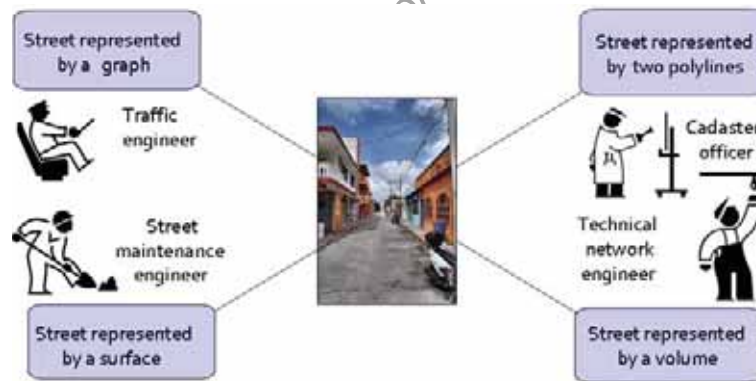 Street represented
by a graph
Traffic
engineer
Street
maintenance
engineer
Street represented
by a surface
Street represented
by two polylines
Cadaster
officer
Technical
network
engineer
Street represented
by a volume